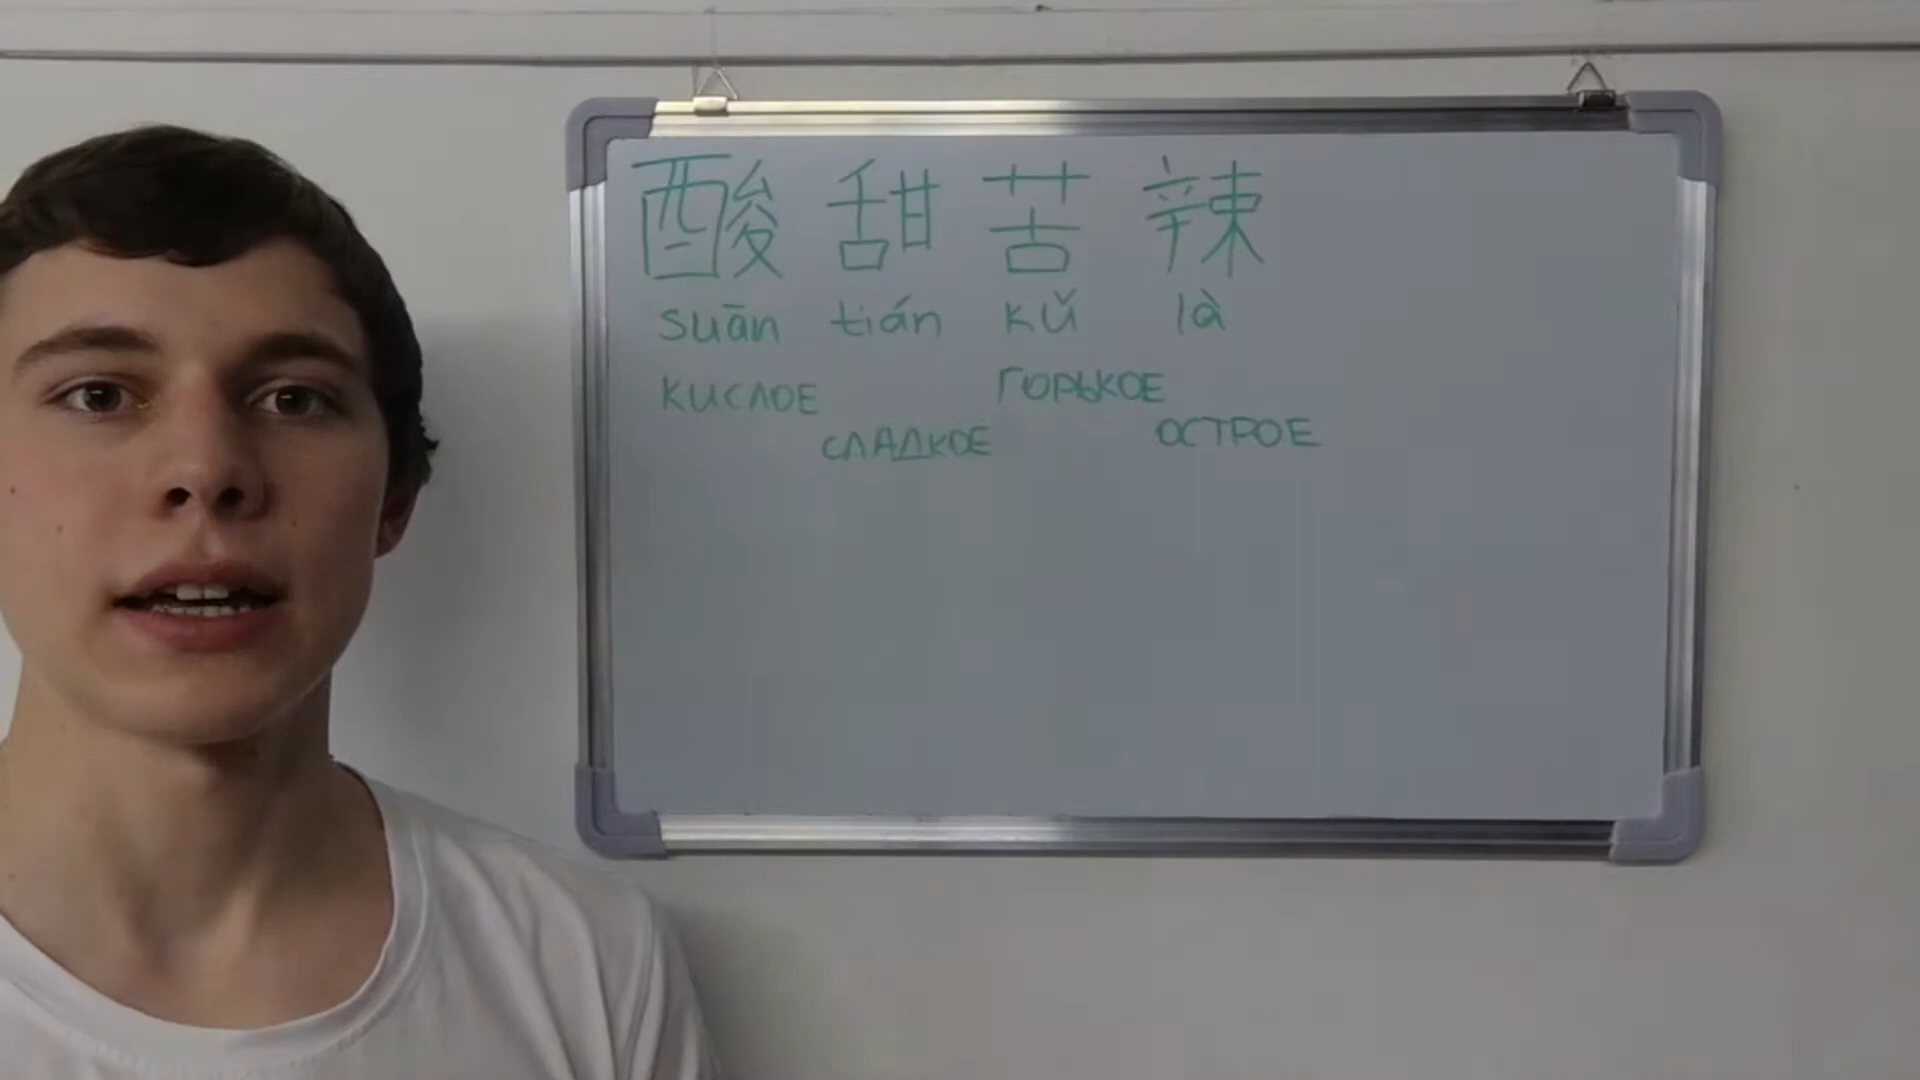 酸 甜 苦 辣
suān tián kǔ là
КИСЛОЕ ГОРЬКОЕ
СЛАДКОЕ ОСТРОЕ